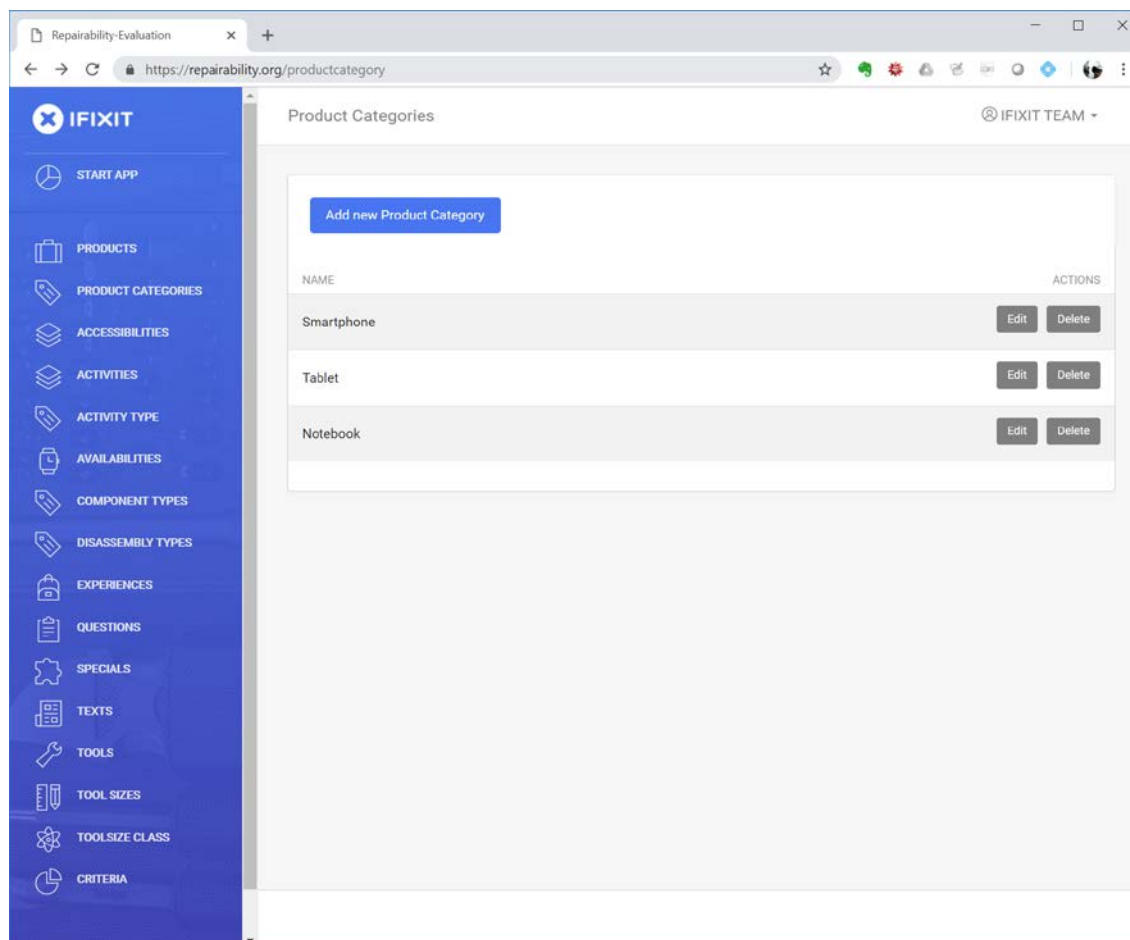 Repairability-Evaluation
https://repairability.org/productcategory
IFIXIT
Product Categories
IFIXIT TEAM
START APP
Add new Product Category
PRODUCTS
PRODUCT CATEGORIES
ACCESSIBILITIES
ACTIVITIES
ACTIVITY TYPE
AVAILABILITIES
COMPONENT TYPES
DISASSEMBLY TYPES
EXPERIENCES
QUESTIONS
SPECIALS
TEXTS
TOOLS
TOOL SIZES
TOOLSIZE CLASS
CRITERIA
NAME ACTIONS
Smartphone Edit Delete
Tablet Edit Delete
Notebook Edit Delete